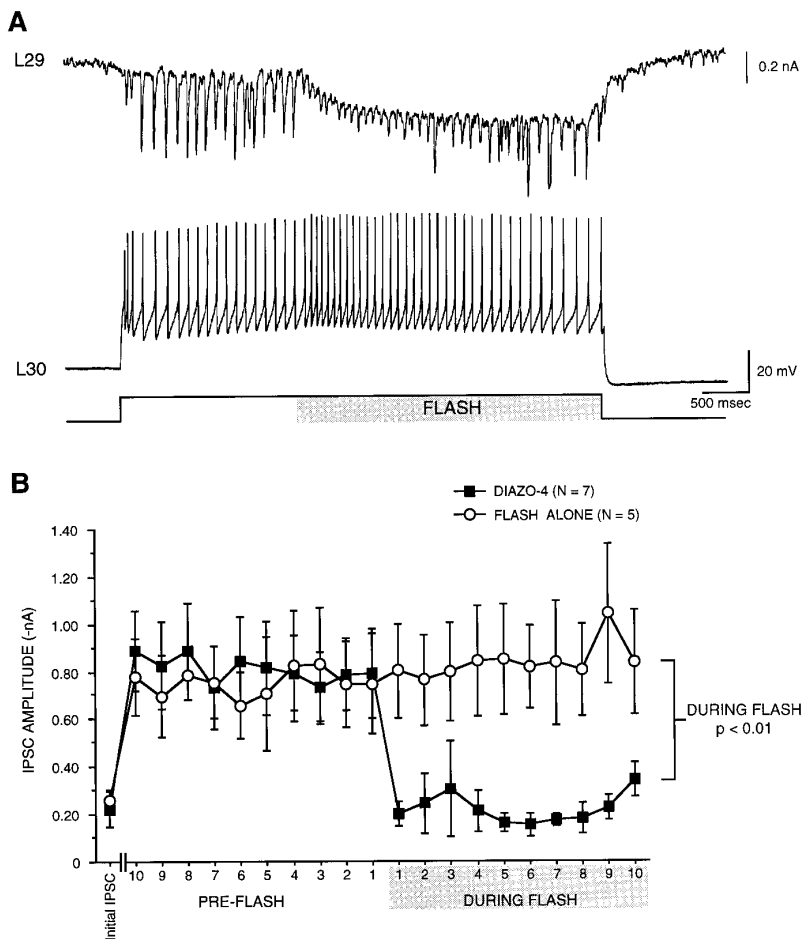 A
L29
0.2 nA
L30
20 mV
500 msec
FLASH
B
DIAZO-4 (N = 7)
FLASH ALONE (N = 5)
1.40
1.20
1.00
0.80
0.60
0.40
0.20
0
IPSC AMPLITUDE (-nA)
DURING FLASH
p < 0.01
Initial IPSC
10 9 8 7 6 5 4 3 2 1 1 2 3 4 5 6 7 8 9 10
PRE-FLASH
DURING FLASH